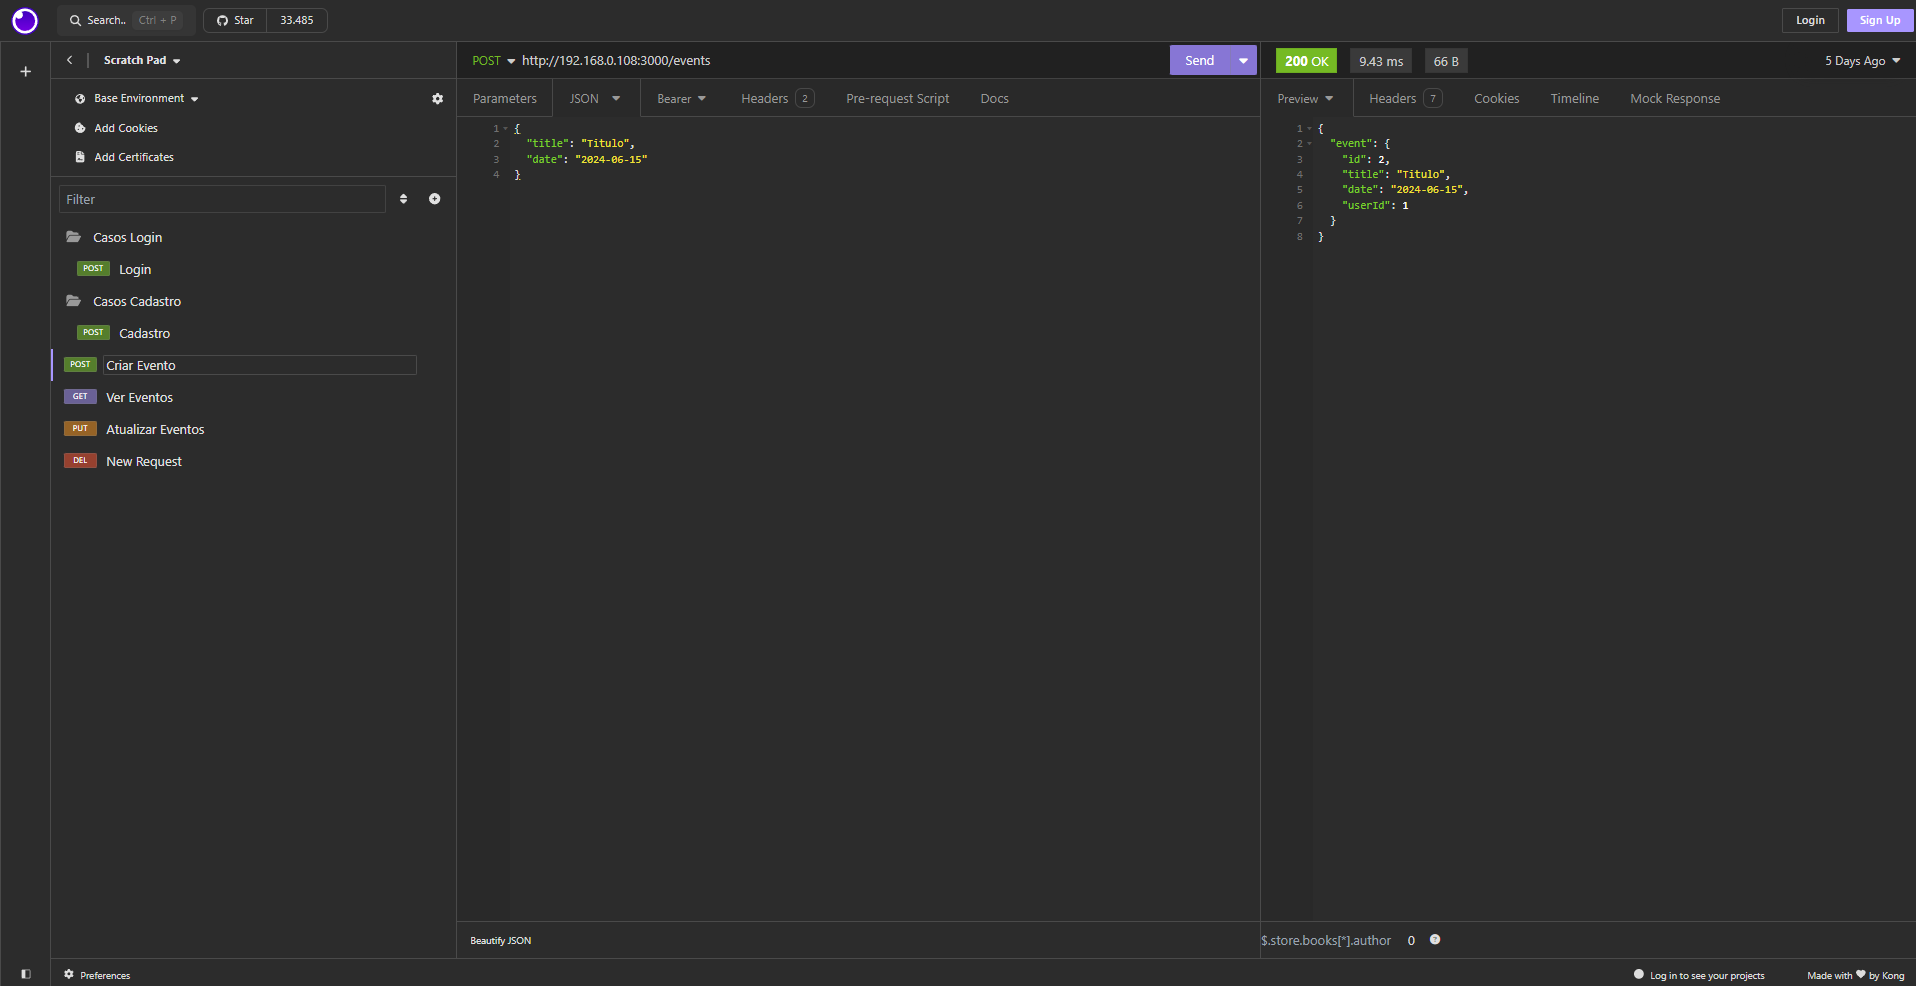 Search.. Ctrl + P Star 33.485 Login Sign Up
Scratch Pad
Base Environment
Add Cookies
Add Certificates
Filter
Casos Login
POST Login
Casos Cadastro
POST Cadastro
POST Criar Evento
GET Ver Eventos
PUT Atualizar Eventos
DEL New Request
POST http://192.168.0.108:3000/events Send
Parameters JSON Bearer Headers 2 Pre-request Script Docs
1 {
2 "title": "Titulo",
3 "date": "2024-06-15"
4 }
Beautify JSON
200 OK 9.43 ms 66 B 5 Days Ago
Preview Headers 7 Cookies Timeline Mock Response
1 {
2 "event": {
3 "id": 2,
4 "title": "Titulo",
5 "date": "2024-06-15",
6 "userId": 1
7 }
8 }
$.store.books[*].author 0 ?
Preferences Log in to see your projects Made with ❤ by Kong